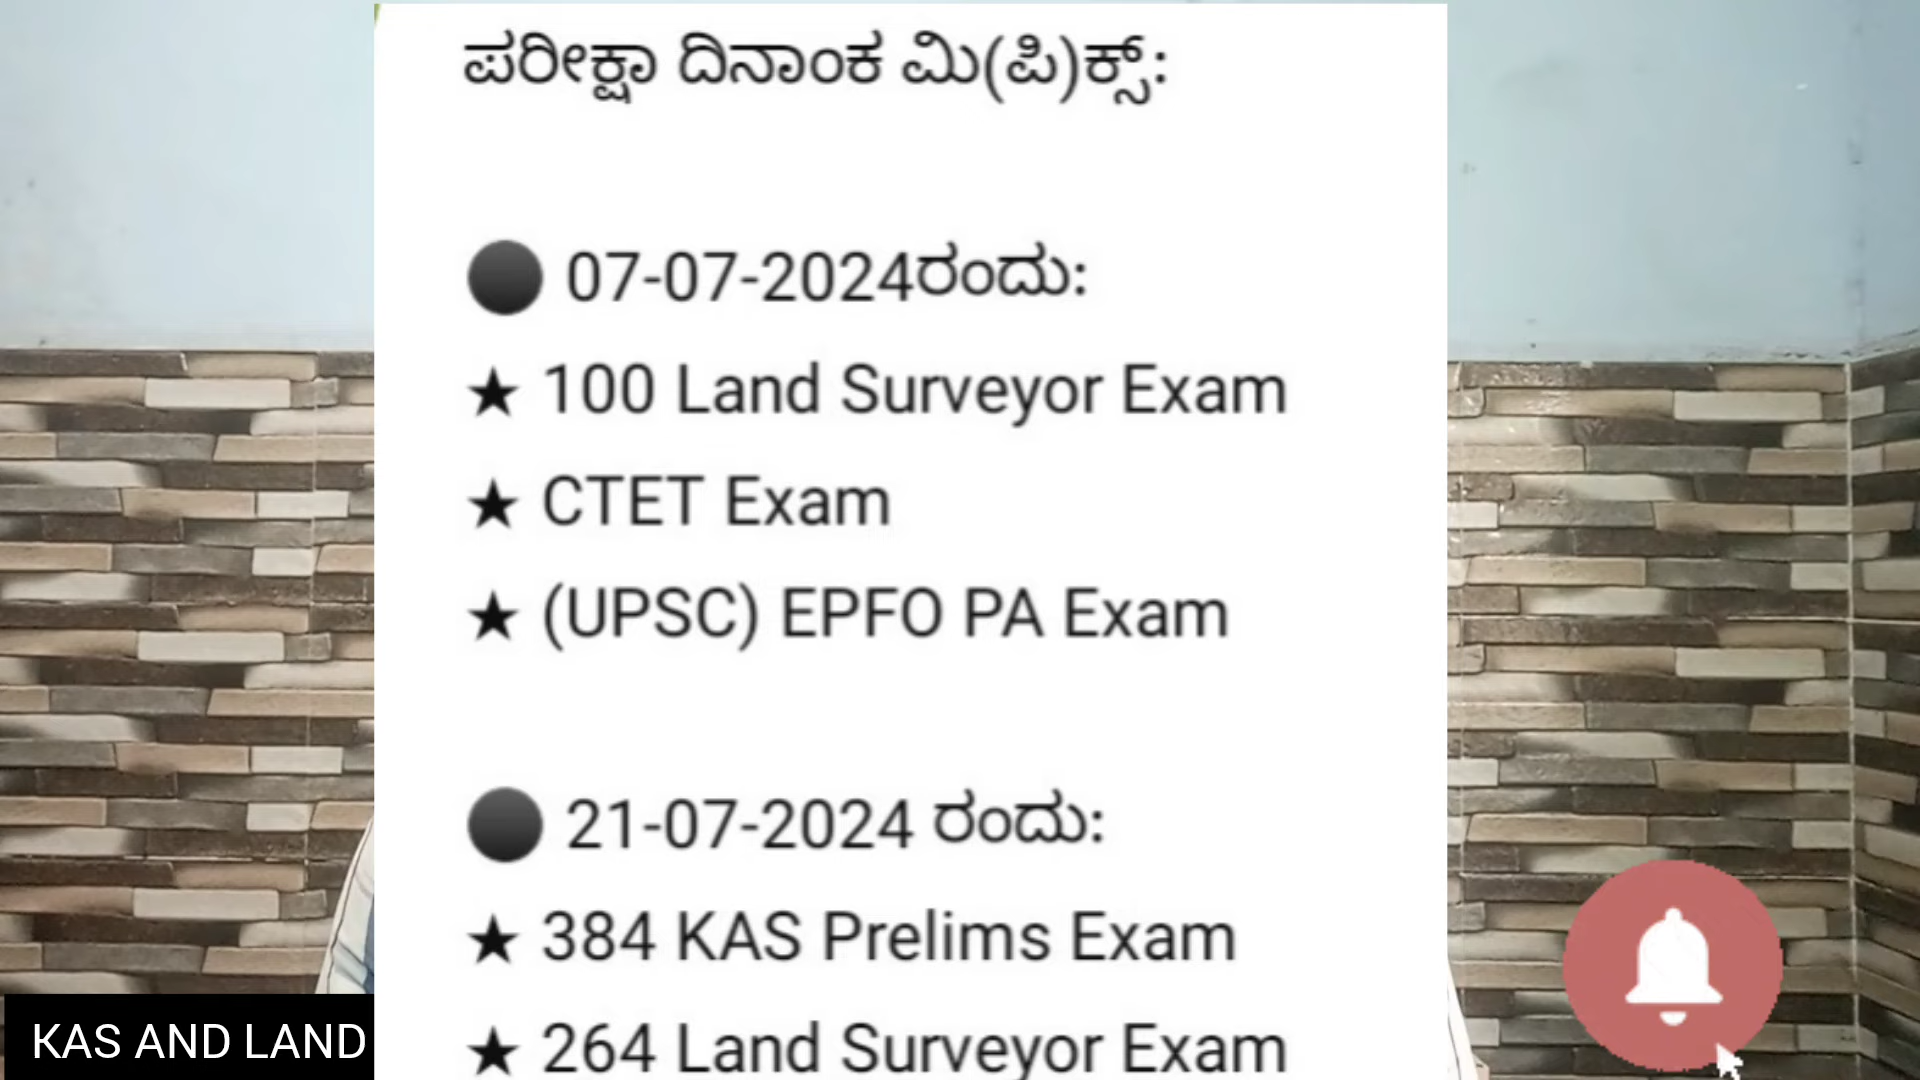 ಪರೀಕ್ಷಾ ದಿನಾಂಕ ಮಿ(ಪಿ)ಕ್ಸ್:
07-07-2024ರಂದು:
★ 100 Land Surveyor Exam
★ CTET Exam
★ (UPSC) EPFO PA Exam
21-07-2024 ರಂದು:
★ 384 KAS Prelims Exam
★ 264 Land Surveyor Exam
KAS AND LAND